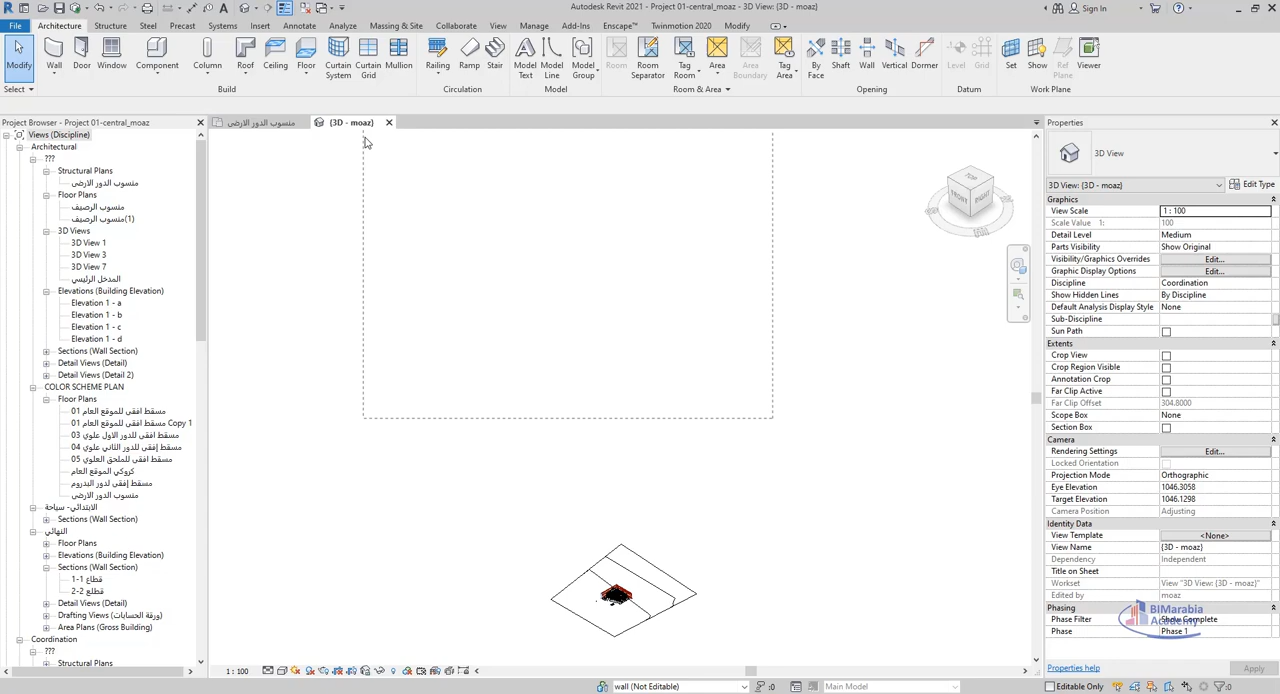 Autodesk Revit 2021 - Project 01-central_moaz - 3D View: {3D - moaz}
Sign In
File Architecture Structure Steel Precast Systems Insert Annotate Analyze Massing & Site Collaborate View Manage Add-Ins Enscape™ Twinmotion 2020 Modify
Modify Wall Door Window Component Column Roof Ceiling Floor Curtain System Curtain Grid Mullion Railing Ramp Stair Model Text Model Line Model Group Room Room Separator Tag Room Area Area Boundary Tag Area By Face Shaft Wall Vertical Dormer Level Grid Set Show Ref Plane Viewer
Select Build Circulation Model Room & Area Opening Datum Work Plane
Project Browser - Project 01-central_moaz
منسوب الدور الارضى
{3D - moaz}
Properties
Views (Discipline)
Architectural
???
Structural Plans
منسوب الدور الارضى
Floor Plans
منسوب الرصيف
منسوب الرصيف(1)
3D Views
3D View 1
3D View 3
3D View 7
المدخل الرئيسي
Elevations (Building Elevation)
Elevation 1 - a
Elevation 1 - b
Elevation 1 - c
Elevation 1 - d
Sections (Wall Section)
Detail Views (Detail)
Detail Views (Detail 2)
COLOR SCHEME PLAN
Floor Plans
مسقط افقى للموقع العام 01
مسقط افقى للموقع العام 01 Copy 1
مسقط افقى للدور الاول علوي 03
مسقط إفقى للدور الثاني علوي 04
مسقط افقى للملحق العلوي 05
كروكي الموقع العام
مسقط إفقى لدور البدروم
منسوب الدور الارضى
الابتدائي- سياحة
Sections (Wall Section)
النهائي
Floor Plans
Elevations (Building Elevation)
Sections (Wall Section)
قطاع 1-1
قطلع 2-2
Detail Views (Detail)
Drafting Views (ورقة الحسابات)
Area Plans (Gross Building)
Coordination
???
Structural Plans
TOP
FRONT
RIGHT
3D View
3D View: {3D - moaz}
Edit Type
Graphics
View Scale 1 : 100
Scale Value 1: 100
Detail Level Medium
Parts Visibility Show Original
Visibility/Graphics Overrides Edit...
Graphic Display Options Edit...
Discipline Coordination
Show Hidden Lines By Discipline
Default Analysis Display Style None
Sub-Discipline
Sun Path
Extents
Crop View
Crop Region Visible
Annotation Crop
Far Clip Active
Far Clip Offset 304.8000
Scope Box None
Section Box
Camera
Rendering Settings Edit...
Locked Orientation
Projection Mode Orthographic
Eye Elevation 1046.3058
Target Elevation 1046.1298
Camera Position Adjusting
Identity Data
View Template <None>
View Name {3D - moaz}
Dependency Independent
Title on Sheet
Workset View "3D View: {3D - moaz}"
Edited by moaz
Phasing
Phase Filter Show Complete
Phase Phase 1
BIMarabia
Academy
Properties help
Apply
1 : 100
wall (Not Editable)
:0
Main Model
Editable Only
:0